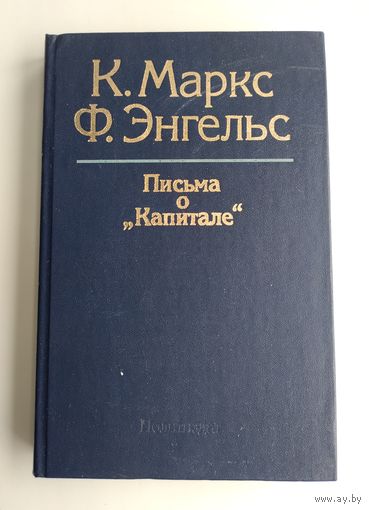 К. Маркс
Ф. Энгельс
Письма
о
„Капитале“
www.ay.by